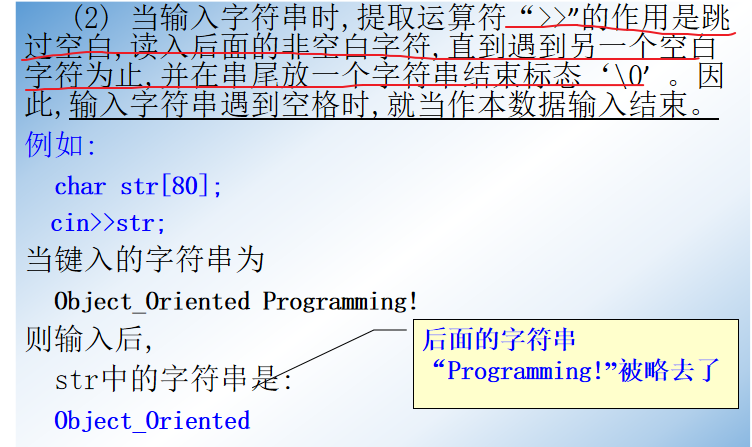 (2) 当输入字符串时,提取运算符“>>”的作用是跳
过空白,读入后面的非空白字符,直到遇到另一个空白
字符为止,并在串尾放一个字符串结束标态‘\0’。因
此,输入字符串遇到空格时,就当作本数据输入结束。
例如:
char str[80];
cin>>str;
当键入的字符串为
Object_Oriented Programming!
则输入后,
str中的字符串是:
Object_Oriented
后面的字符串
“Programming!”被略去了